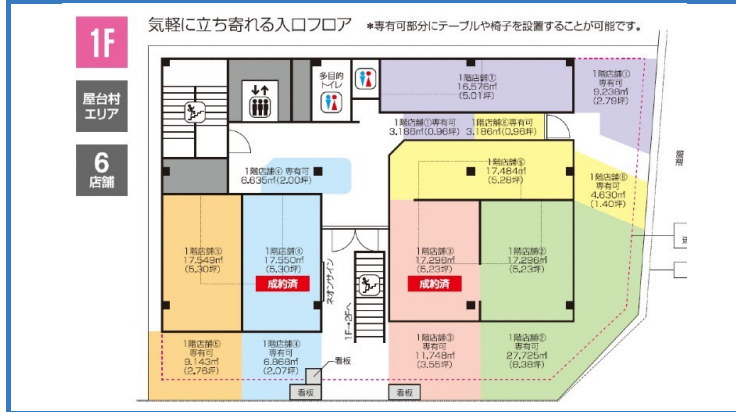 1F
気軽に立ち寄れる入口フロア
*専有可部分にテーブルや椅子を設置することが可能です。
屋台村
エリア
6
店舗
多目的
トイレ
1階店舗①
16.576㎡
(5.01坪)
1階店舗①
専有可
9.238㎡
(2.79坪)
1階店舗①専有可
3.186㎡(0.96坪)
1階店舗⑥専有可
3.186㎡(0.96坪)
1階店舗④ 専有可
6.635㎡(2.00坪)
1階店舗⑥
17.484㎡
(5.28坪)
1階店舗⑥
専有可
4.630㎡
(1.40坪)
1階店舗⑤
17.549㎡
(5.30坪)
1階店舗④
17.550㎡
(5.30坪)
成約済
ネオンサイン
1F→2Fへ
1階店舗③
17.296㎡
(5.23坪)
成約済
1階店舗②
17.296㎡
(5.23坪)
1階店舗⑤
専有可
9.143㎡
(2.76坪)
1階店舗④
専有可
6.868㎡
(2.07坪)
看板
看板
1階店舗③
専有可
11.748㎡
(3.55坪)
看板
1階店舗②
専有可
27.725㎡
(8.38坪)